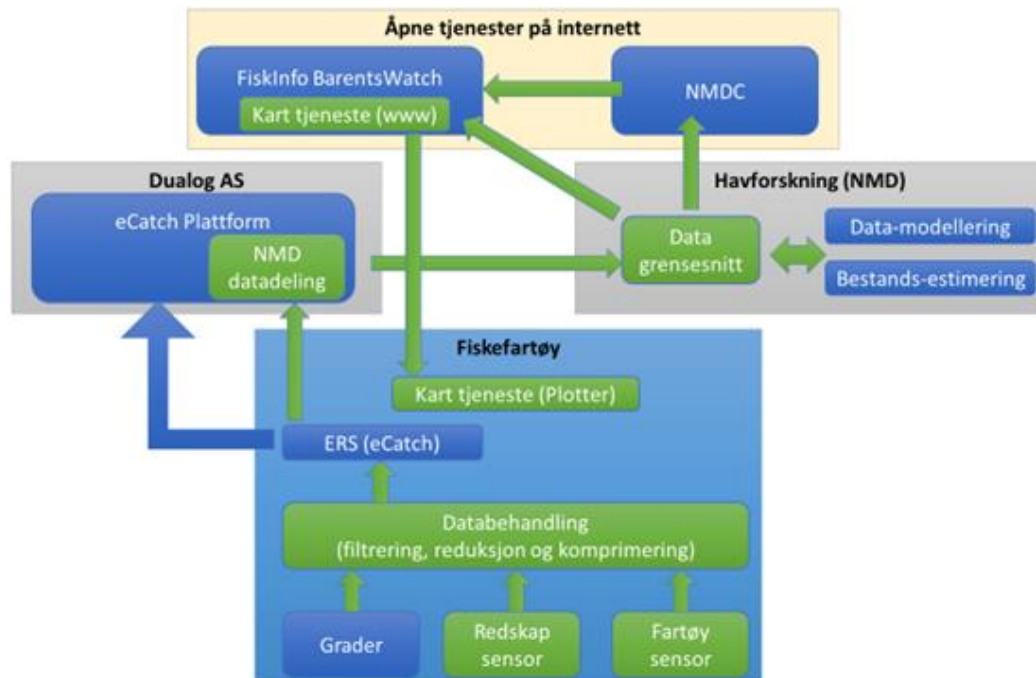 Åpne tjenester på internett
FiskInfo BarentsWatch
Kart tjeneste (www)
NMDC
Dualog AS
eCatch Plattform
NMD
datadeling
Havforskning (NMD)
Data
grensesnitt
Data-modellering
Bestands-estimering
Fiskefartøy
Kart tjeneste (Plotter)
ERS (eCatch)
Databehandling
(filtrering, reduksjon og komprimering)
Grader
Redskap
sensor
Fartøy
sensor